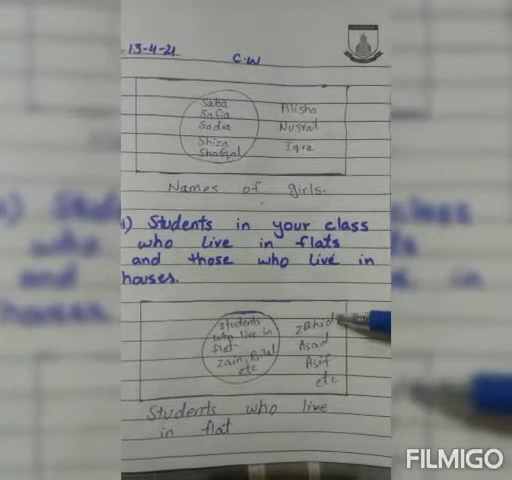 13-4-21
C.W
Saba
Safia
Sadia
Shiza
Shafqat
Alisha
Nusrat
Iqra
Names of girls.
i) Students in your class
who live in flats
and those who live in
houses.
students
who live in
flat
Zain, Bilal
etc
Zahid
Asad
Asif
etc
Students who live
in flat
FILMIGO